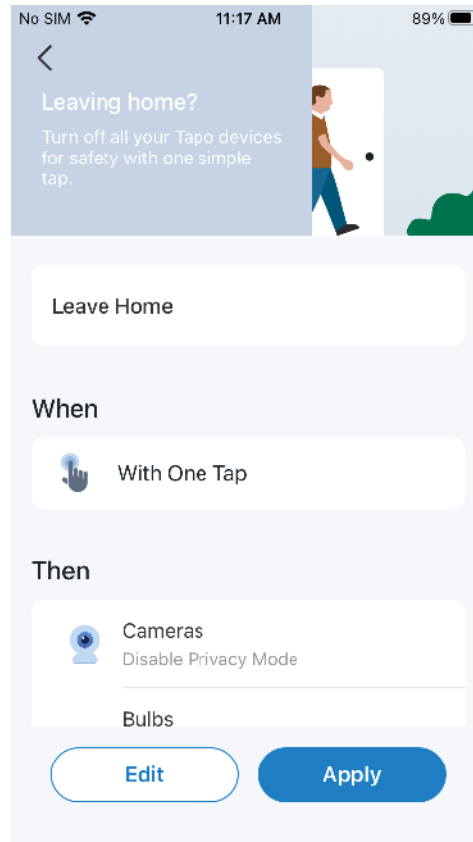 No SIM 11:17 AM 89%
Leaving home?
Turn off all your Tapo devices
for safety with one simple
tap.
Leave Home
When
With One Tap
Then
Cameras
Disable Privacy Mode
Bulbs
Edit Apply